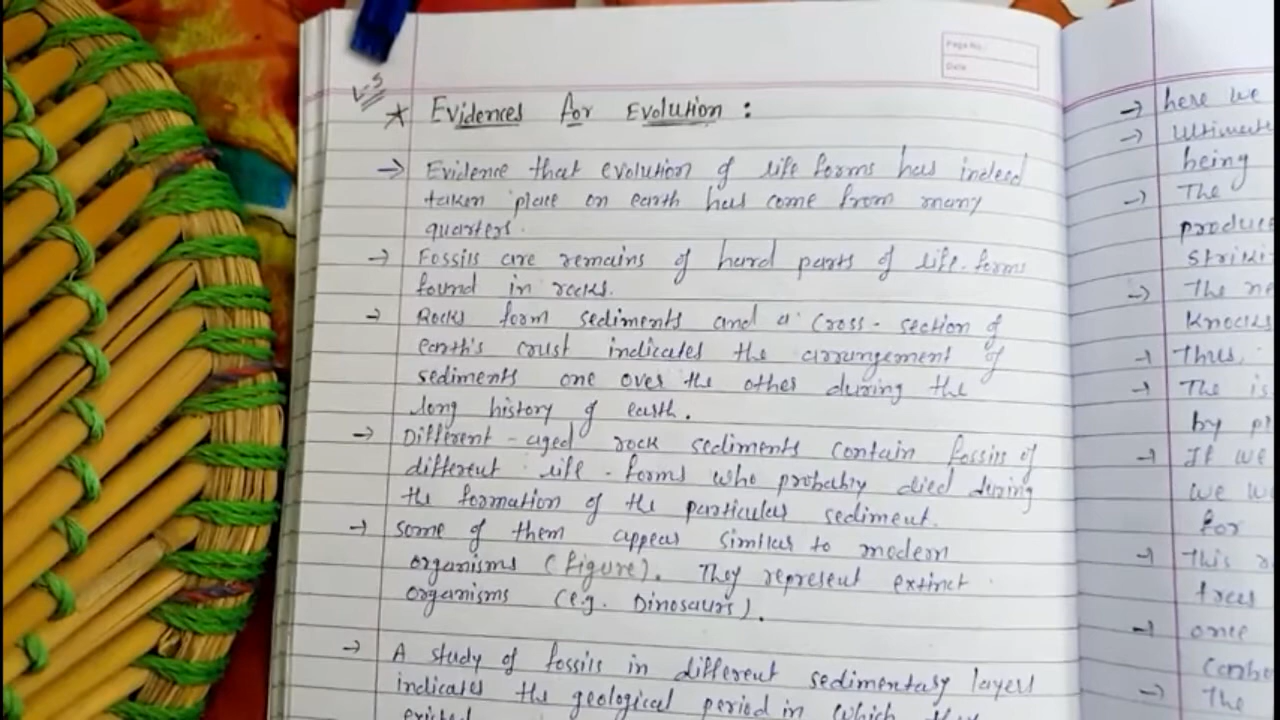 Page No.:
Date
L-5
* Evidences for Evolution :
→ Evidence that evolution of life forms has indeed
taken place on earth has come from many
quarters.
→ Fossils are remains of hard parts of life-forms
found in rocks.
→ Rocks form sediments and a cross-section of
earth's crust indicates the arrangement of
sediments one over the other during the
long history of earth.
→ Different-aged rock sediments contain fossils of
different life-forms who probably died during
the formation of the particular sediment.
→ Some of them appear similar to modern
organisms (figure). They represent extinct
organisms (e.g. Dinosaurs).
→ A study of fossils in different sedimentary layers
indicates the geological period in which they
existed
→ here we
→ Ultimate
being
→ The
produce
striki
→ The ne
knocks
→ Thus,
→ The is
by p
→ If we
we w
for
→ This
trees
→ once
→ The